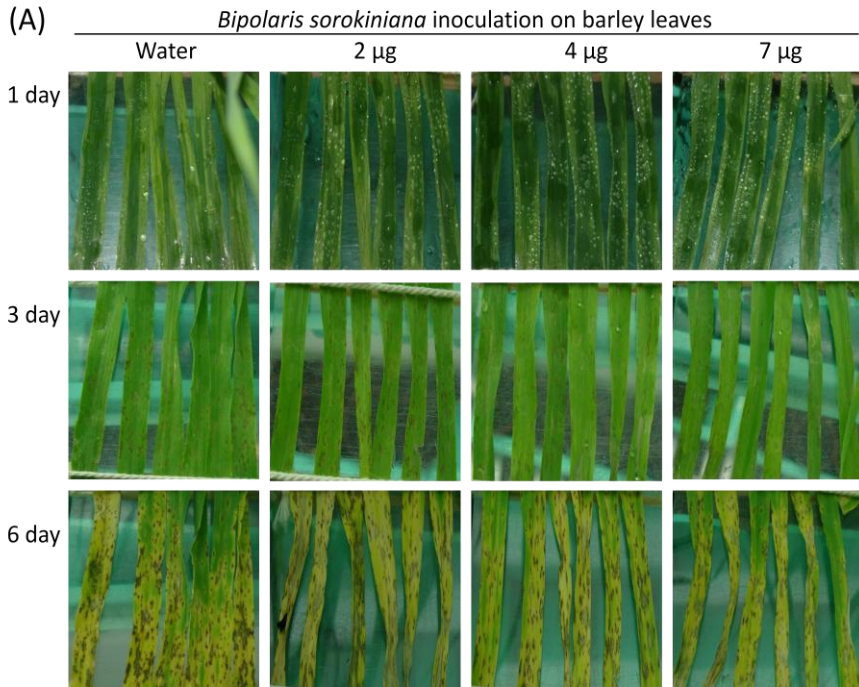 (A)
Bipolaris sorokiniana inoculation on barley leaves
Water 2 µg 4 µg 7 µg
1 day
3 day
6 day